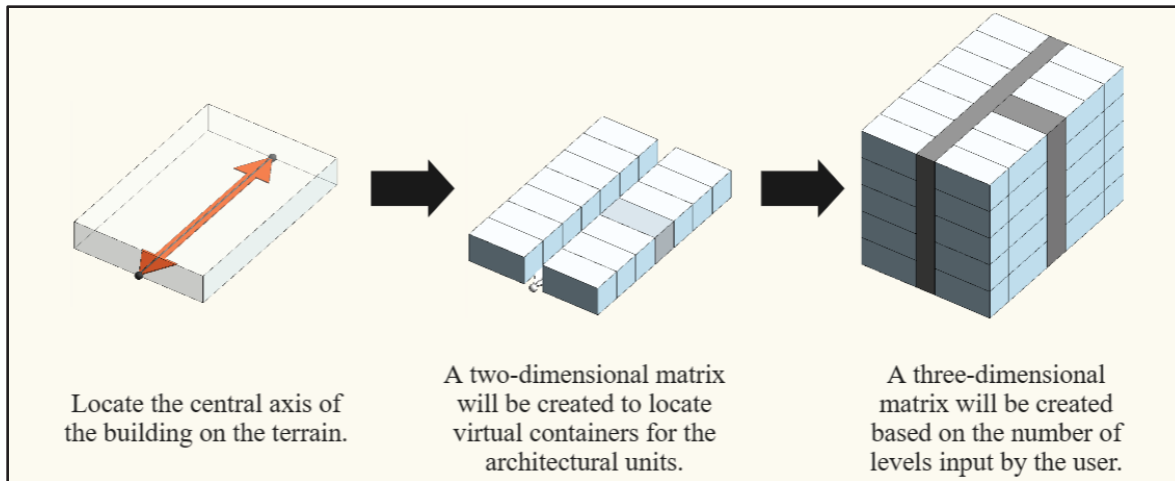 Locate the central axis of
the building on the terrain.
A two-dimensional matrix
will be created to locate
virtual containers for the
architectural units.
A three-dimensional
matrix will be created
based on the number of
levels input by the user.